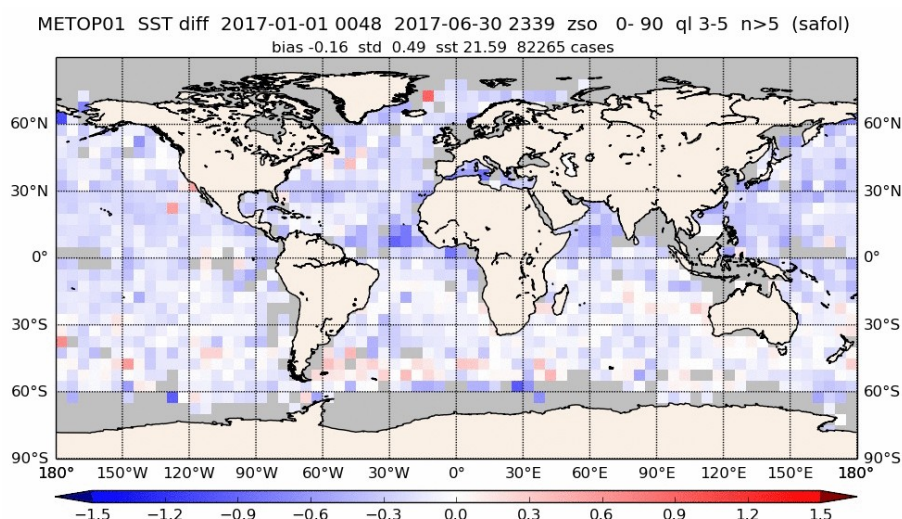 METOP01 SST diff 2017-01-01 0048 2017-06-30 2339 zso 0- 90 ql 3-5 n>5 (safol)
bias -0.16 std 0.49 sst 21.59 82265 cases
60°N 60°N
30°N 30°N
0° 0°
30°S 30°S
60°S 60°S
90°S 90°S
180° 150°W 120°W 90°W 60°W 30°W 0° 30°E 60°E 90°E 120°E 150°E 180°
−1.5 −1.2 −0.9 −0.6 −0.3 0.0 0.3 0.6 0.9 1.2 1.5